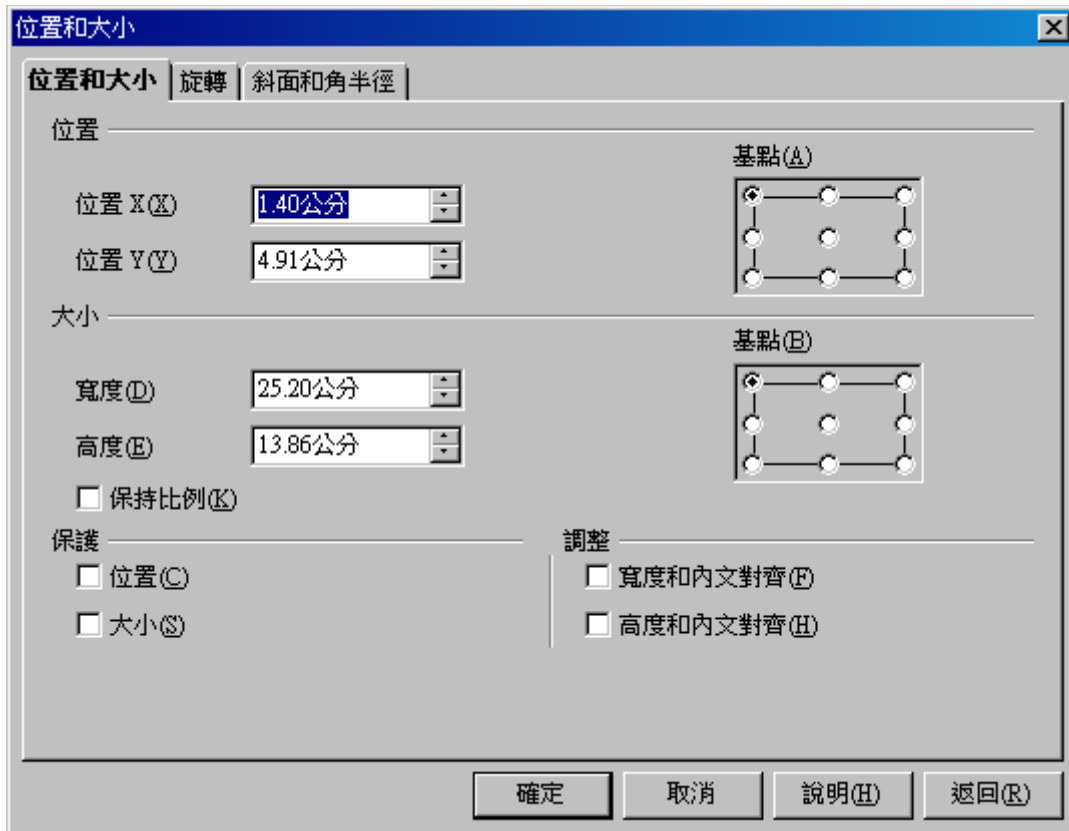 位置和大小
位置和大小 旋轉 斜面和角半徑
位置
基點(A)
位置 X(X) 1.40公分
位置 Y(Y) 4.91公分
大小
基點(B)
寬度(D) 25.20公分
高度(E) 13.86公分
保持比例(K)
保護 調整
位置(C) 寬度和內文對齊(F)
大小(S) 高度和內文對齊(H)
確定 取消 說明(H) 返回(R)